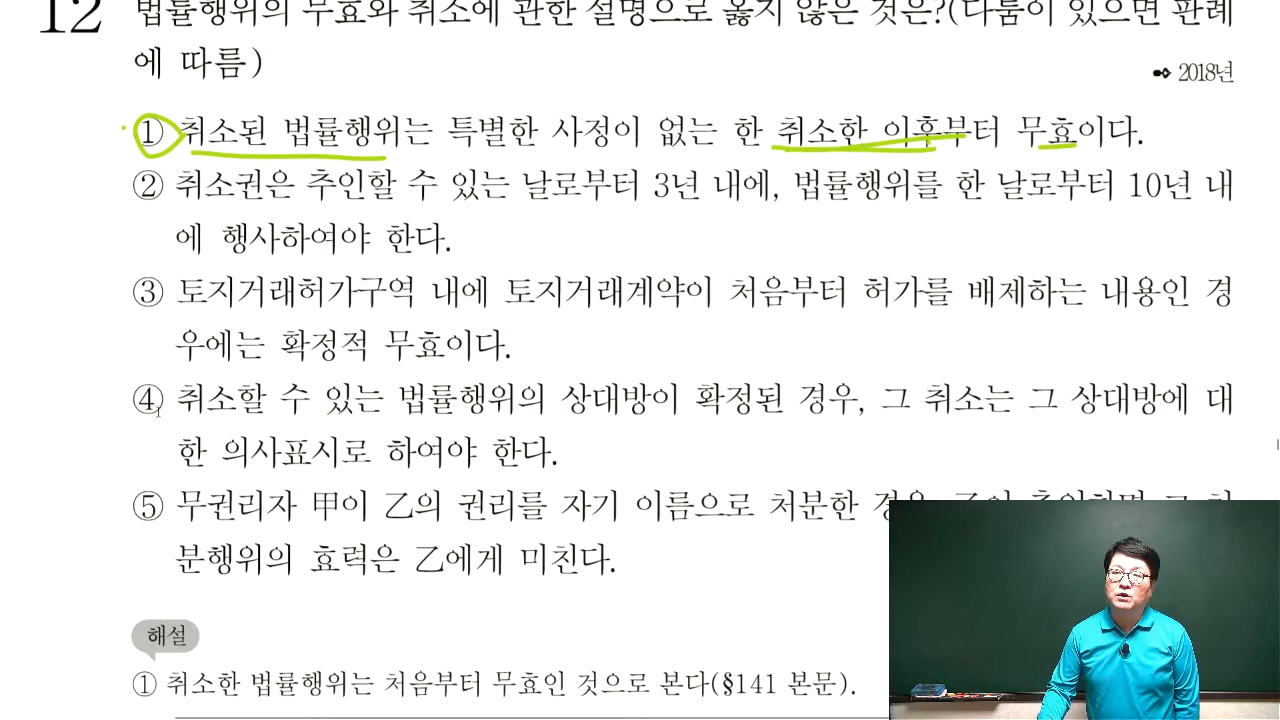 12 법률행위의 무효와 취소에 관한 설명으로 옳지 않은 것은?(다툼이 있으면 판례
에 따름)
2018년
① 취소된 법률행위는 특별한 사정이 없는 한 취소한 이후부터 무효이다.
② 취소권은 추인할 수 있는 날로부터 3년 내에, 법률행위를 한 날로부터 10년 내
에 행사하여야 한다.
③ 토지거래허가구역 내에 토지거래계약이 처음부터 허가를 배제하는 내용인 경
우에는 확정적 무효이다.
④ 취소할 수 있는 법률행위의 상대방이 확정된 경우, 그 취소는 그 상대방에 대
한 의사표시로 하여야 한다.
⑤ 무권리자 甲이 乙의 권리를 자기 이름으로 처분한
분행위의 효력은 乙에게 미친다.
해설
① 취소한 법률행위는 처음부터 무효인 것으로 본다(§141 본문).